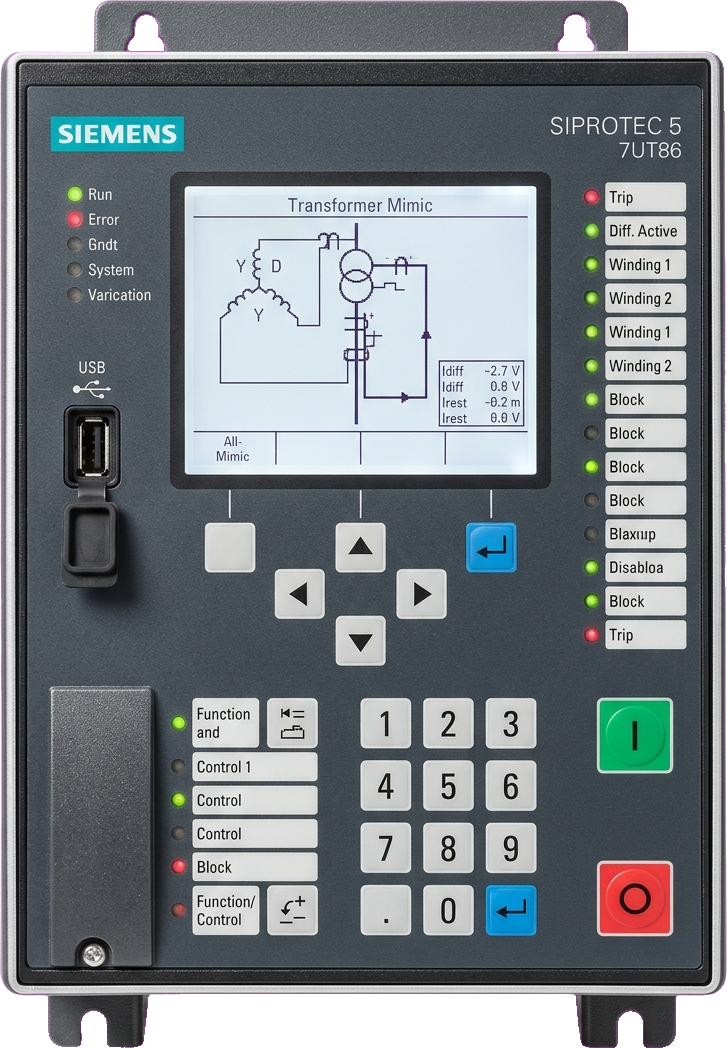 SIEMENS
SIPROTEC 5
7UT86
Run
Error
Gndt
System
Varication
USB
Transformer Mimic
Y D
Y
Idiff -2.7 V
Idiff 0.8 V
Irest -0.2 m
Irest 0.0 V
All-
Mimic
Trip
Diff. Active
Winding 1
Winding 2
Winding 1
Winding 2
Block
Block
Block
Block
Disabloa
Block
Trip
Function
and
Control 1
Control
Control
Block
Function/
Control
1 2 3
4 5 6
7 8 9
. 0